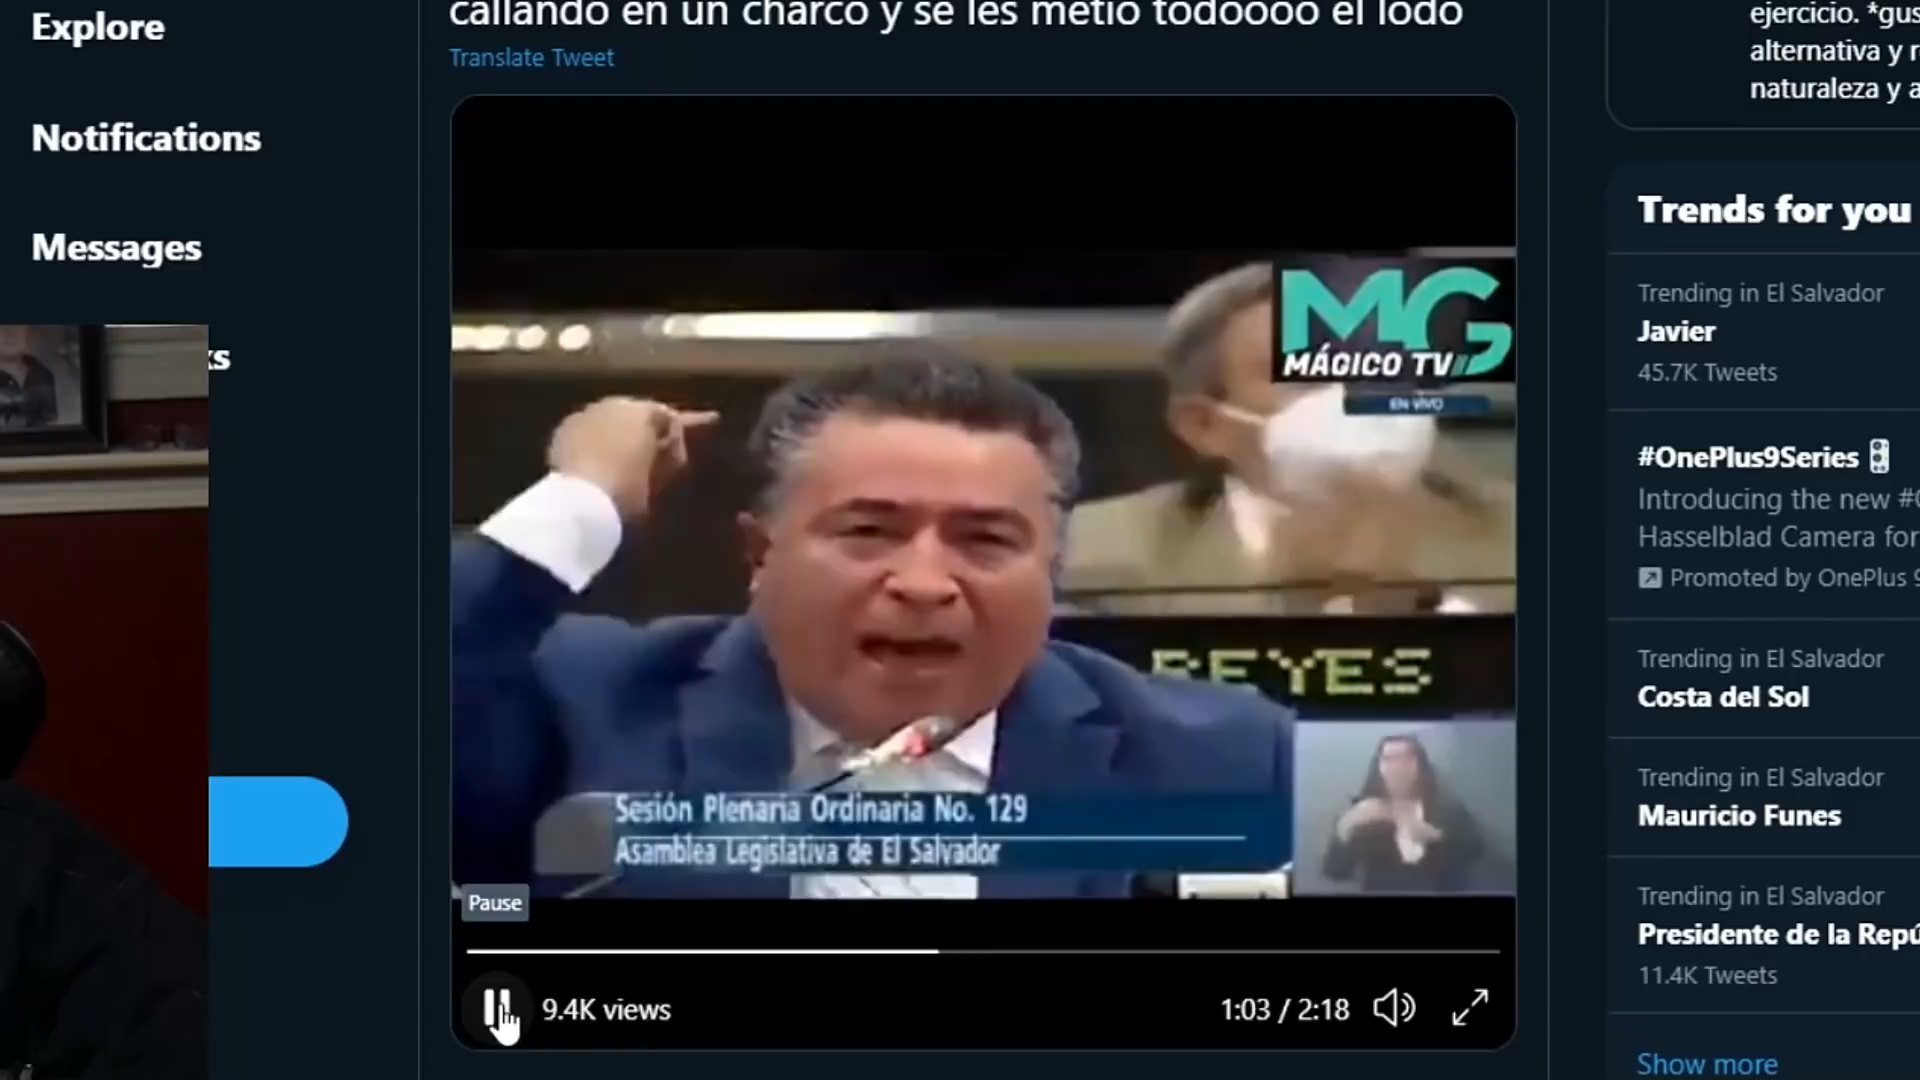 Explore
Notifications
Messages
ks
callando en un charco y se les metio todoooo el lodo
Translate Tweet
MG
MÁGICO TV
EN VIVO
REYES
Sesión Plenaria Ordinaria No. 129
Asamblea Legislativa de El Salvador
Pause
9.4K views
1:03 / 2:18
ejercicio. *gus
alternativa y r
naturaleza y a
Trends for you
Trending in El Salvador
Javier
45.7K Tweets
#OnePlus9Series
Introducing the new #O
Hasselblad Camera for
Promoted by OnePlus 9
Trending in El Salvador
Costa del Sol
Trending in El Salvador
Mauricio Funes
Trending in El Salvador
Presidente de la Repú
11.4K Tweets
Show more